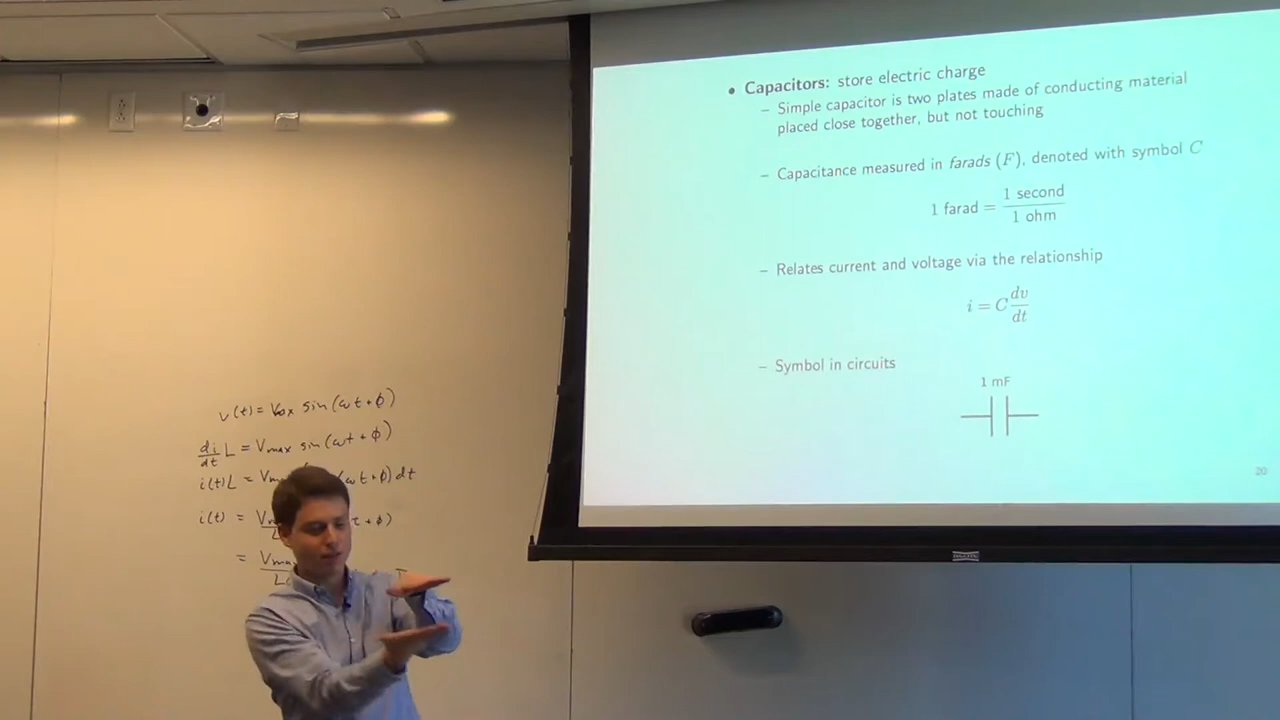 • Capacitors: store electric charge
– Simple capacitor is two plates made of conducting material
placed close together, but not touching
– Capacitance measured in farads (F), denoted with symbol C
1 farad = 1 second / 1 ohm
– Relates current and voltage via the relationship
i = C dv/dt
– Symbol in circuits
1 mF
20
v(t) = Vmax sin(ωt+ϕ)
di/dt L = Vmax sin(ωt+ϕ)
i(t)L = (ωt+ϕ)dt
i(t) =
=